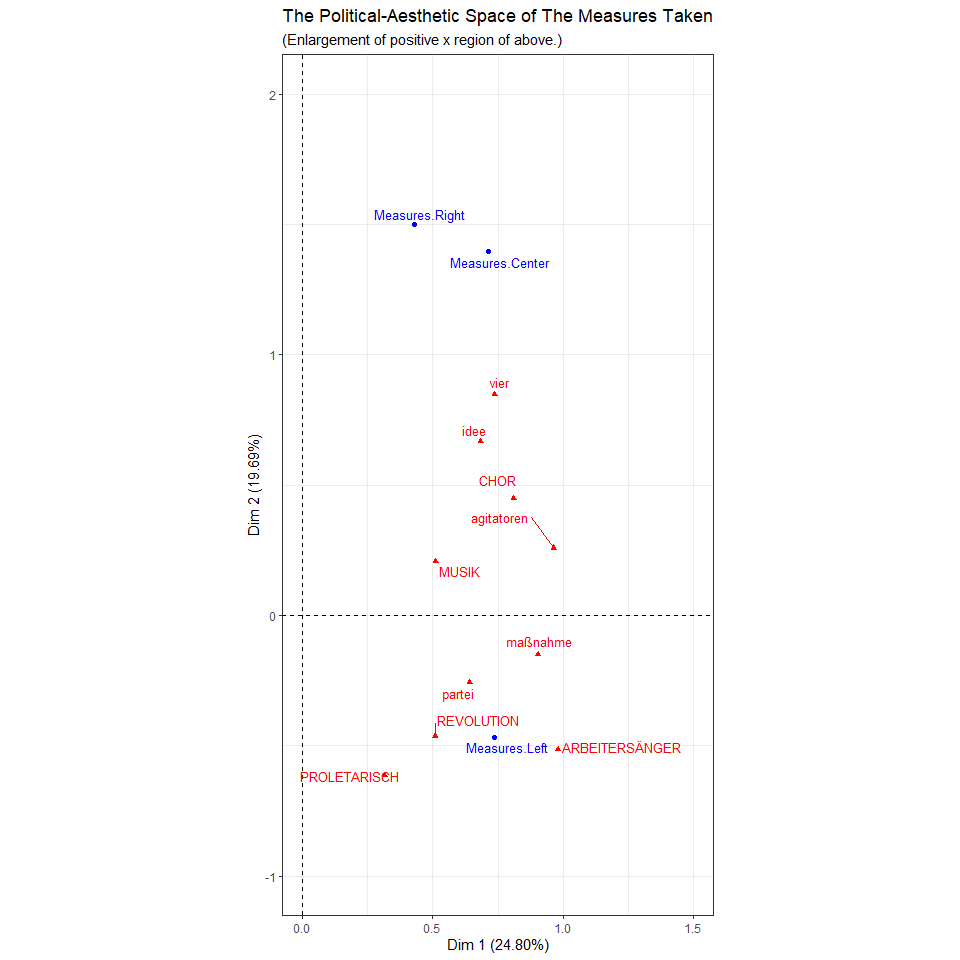 The Political-Aesthetic Space of The Measures Taken
(Enlargement of positive x region of above.)
2
Measures.Right
Measures.Center
1
vier
idee
CHOR
agitatoren
MUSIK
0
maßnahme
partei
REVOLUTION
Measures.Left
ARBEITERSÄNGER
PROLETARISCH
-1
Dim 2 (19.69%)
0.0
0.5
1.0
1.5
Dim 1 (24.80%)